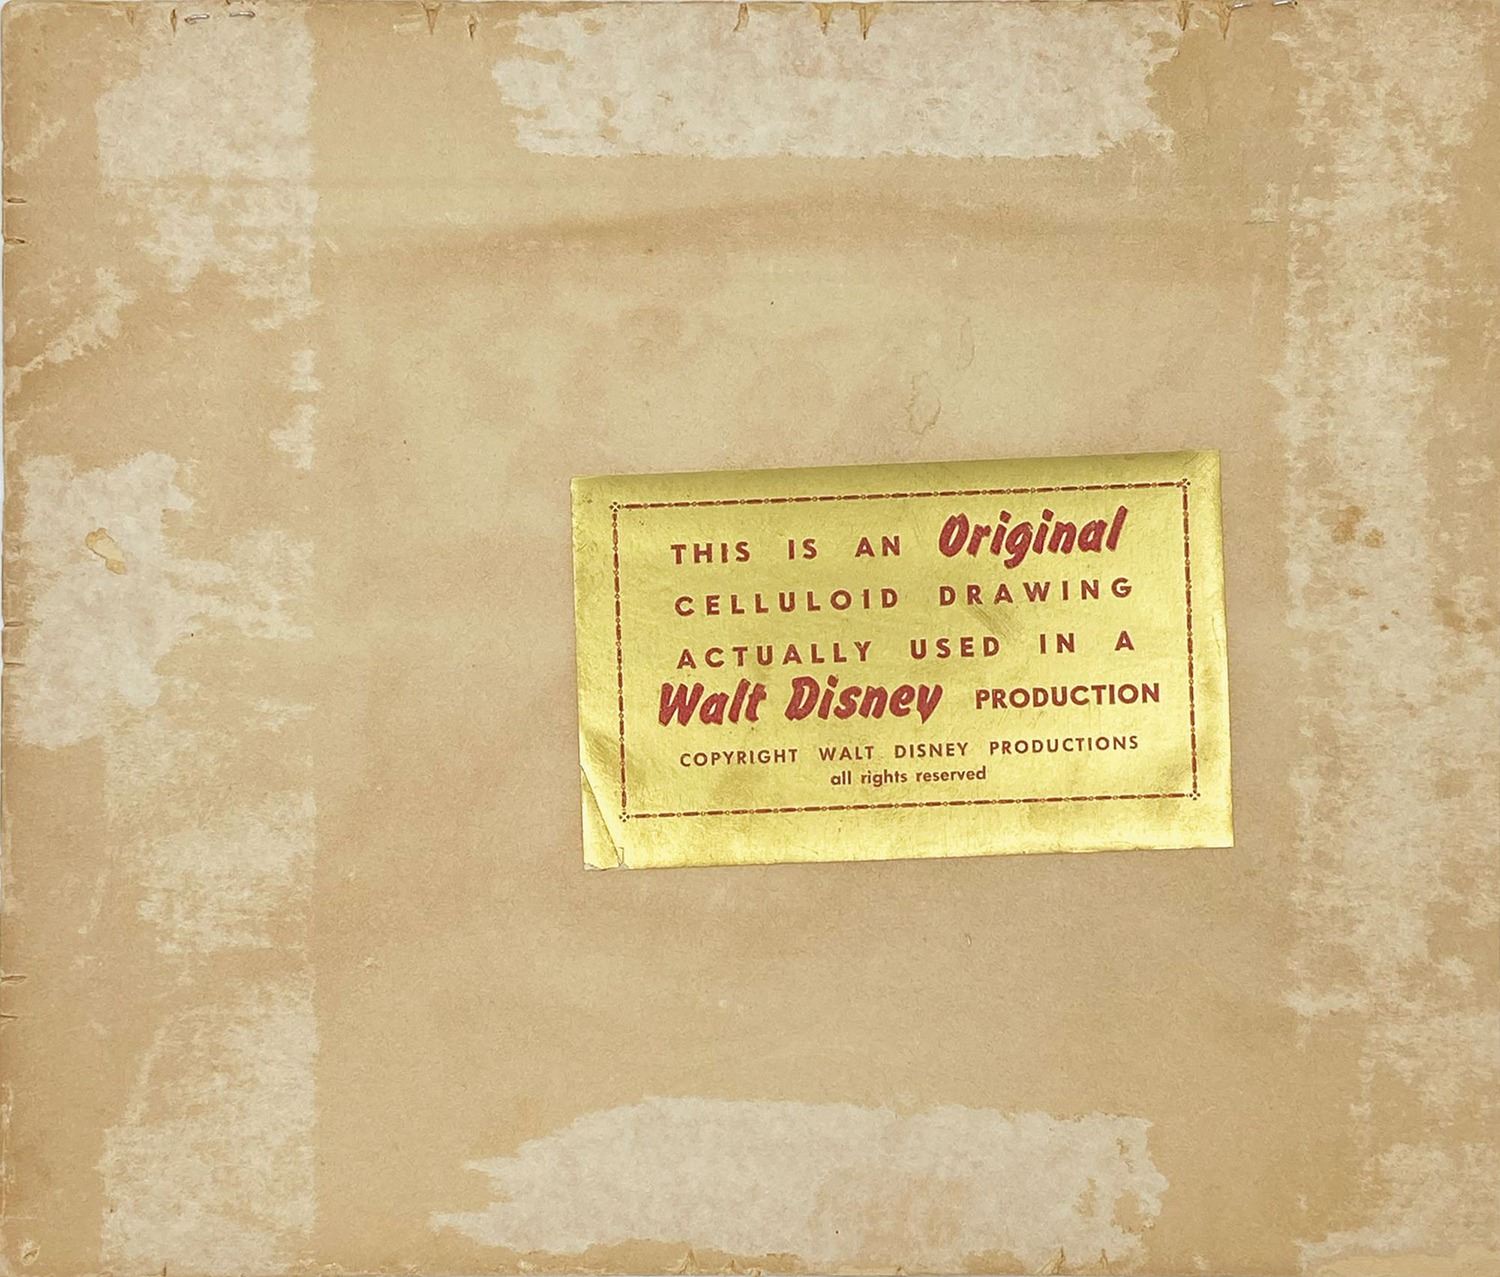 THIS IS AN Original
CELLULOID DRAWING
ACTUALLY USED IN A
Walt Disney PRODUCTION
COPYRIGHT WALT DISNEY PRODUCTIONS
all rights reserved